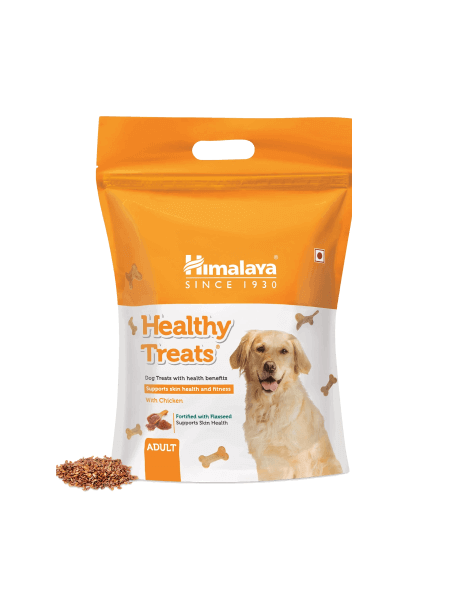 Himalaya®
SINCE 1930
Healthy
Treats®
Dog Treats with health benefits
Supports skin health and fitness
With Chicken
Fortified with Flaxseed
Supports Skin Health
ADULT